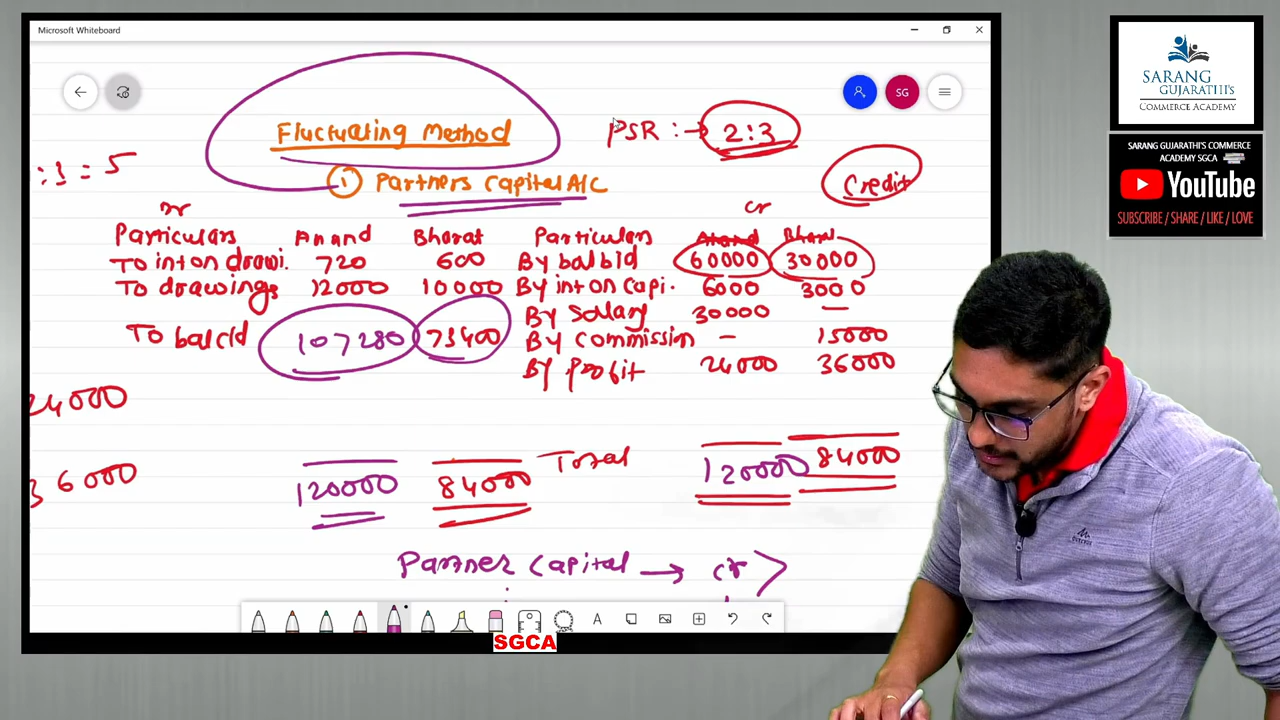 Microsoft Whiteboard
Fluctuating Method
PSR :→ 2:3
:3 = 5
① Partners Capital A/C
Credit
Dr
Cr
Particulars Anand Bharat Particulars Anand Bharat
To int on drawi. 720 600 By bal b/d 60000 30000
To drawings 12000 10000 By int on capi. 6000 3000
By Sallary 30000 —
To bal c/d 107280 73400 By commission – 15000
By profit 24000 36000
24000
36000
Total
120000 84000 120000 84000
Partner Capital → cr >
SG
SGCA
SARANG
GUJARATHI's
COMMERCE ACADEMY
SARANG GUJARATHI'S COMMERCE
ACADEMY SGCA
YouTube
SUBSCRIBE / SHARE / LIKE / LOVE